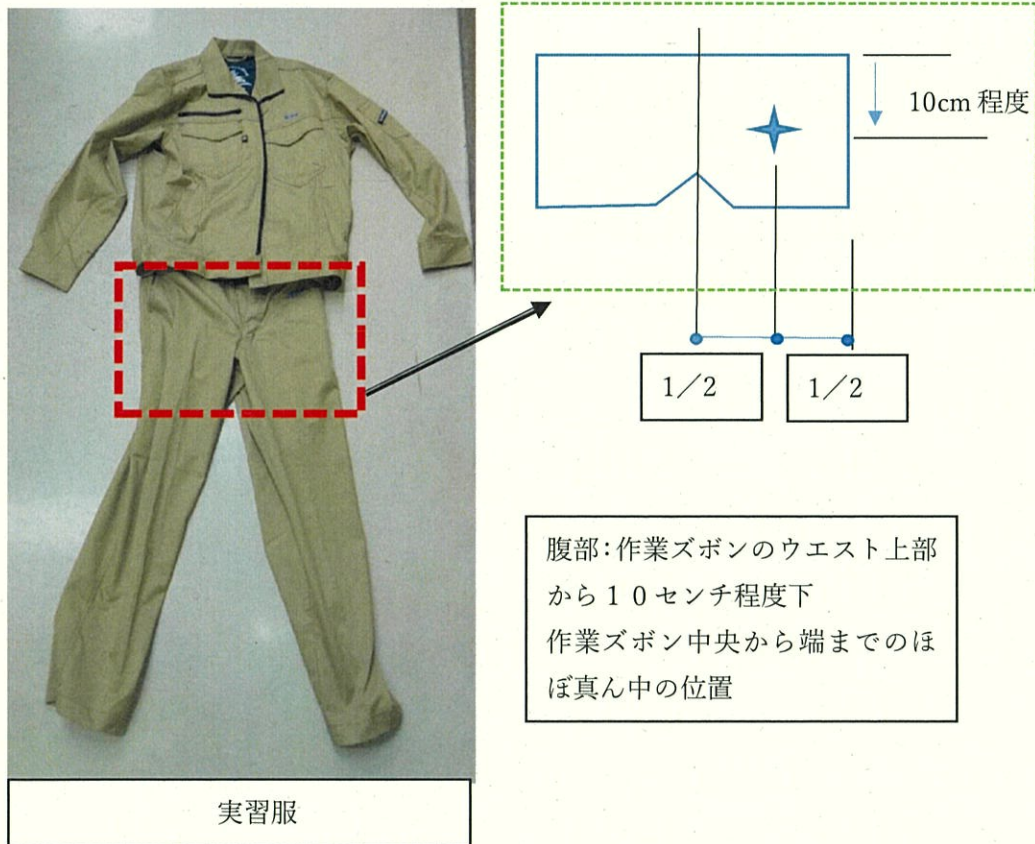 10cm 程度
1／2
1／2
腹部：作業ズボンのウエスト上部
から１０センチ程度下
作業ズボン中央から端までのほ
ぼ真ん中の位置
実習服